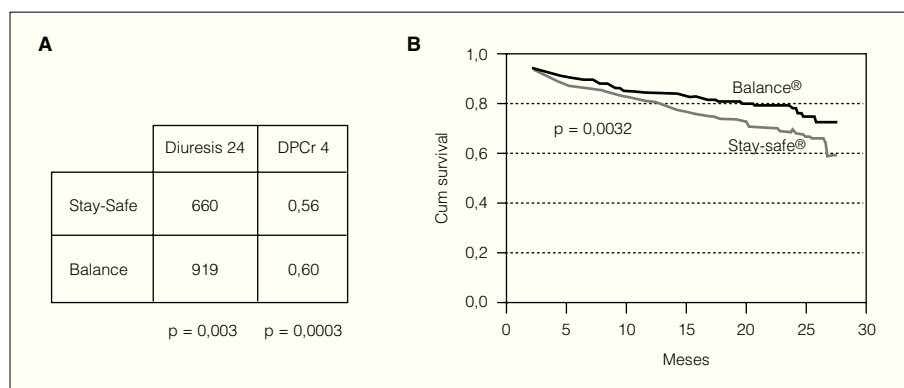 A
Diuresis 24 DPCr 4
Stay-Safe 660 0,56
Balance 919 0,60
p = 0,003 p = 0,0003
B
Cum survival
1,0
0,8
0,6
0,4
0,2
0,0
Balance®
p = 0,0032
Stay-safe®
0 5 10 15 20 25 30
Meses